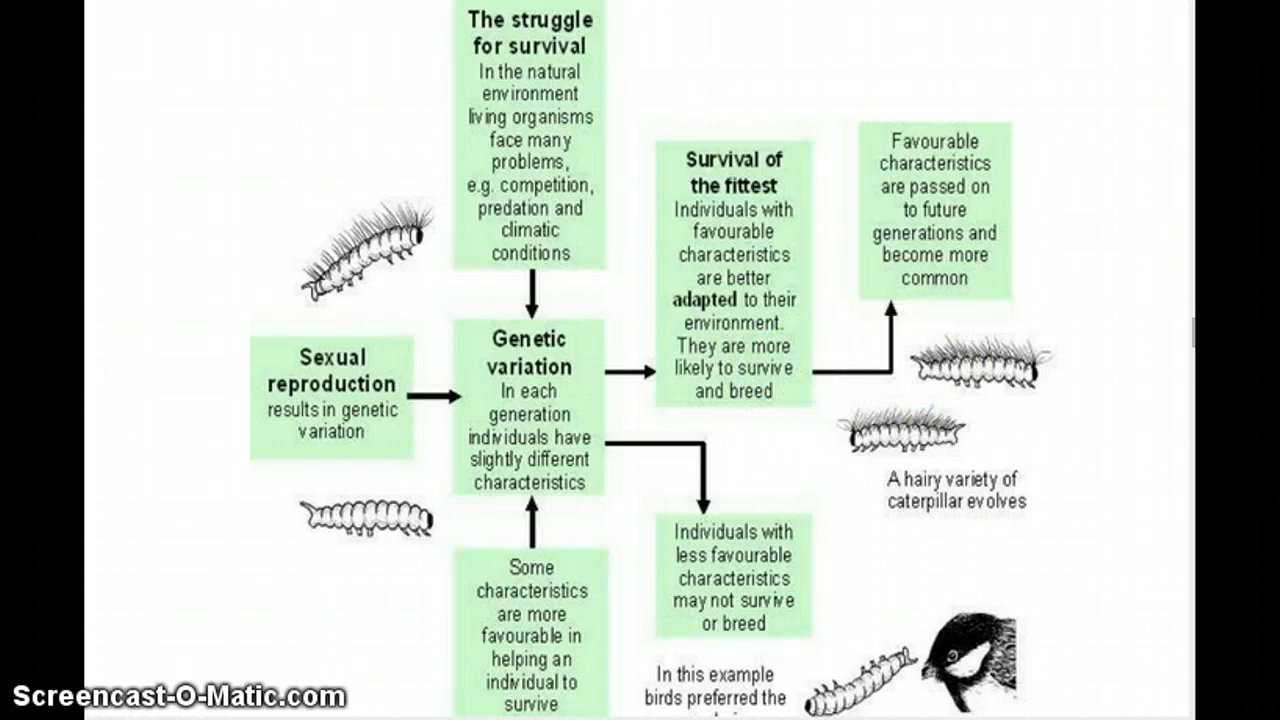 The struggle
for survival
In the natural
environment
living organisms
face many
problems,
e.g. competition,
predation and
climatic
conditions
Sexual
reproduction
results in genetic
variation
Genetic
variation
In each
generation
individuals have
slightly different
characteristics
Some
characteristics
are more
favourable in
helping an
individual to
survive
Survival of
the fittest
Individuals with
favourable
characteristics
are better
adapted to their
environment.
They are more
likely to survive
and breed
Favourable
characteristics
are passed on
to future
generations and
become more
common
A hairy variety of
caterpillar evolves
Individuals with
less favourable
characteristics
may not survive
or breed
In this example
birds preferred the
Screencast-O-Matic.com